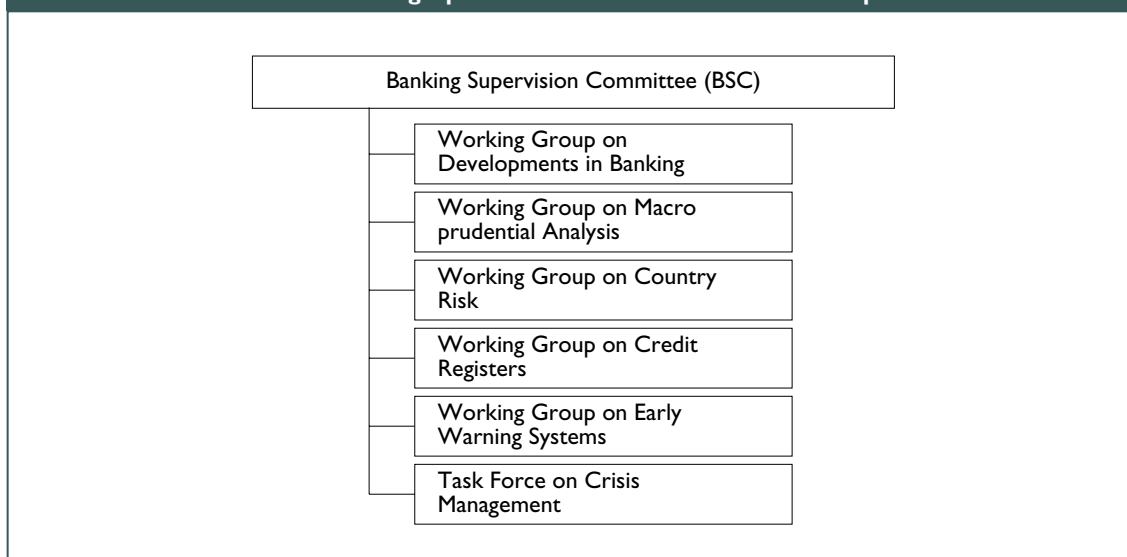 Banking Supervision Committee (BSC)
Working Group on
Developments in Banking
Working Group on Macro
prudential Analysis
Working Group on Country
Risk
Working Group on Credit
Registers
Working Group on Early
Warning Systems
Task Force on Crisis
Management